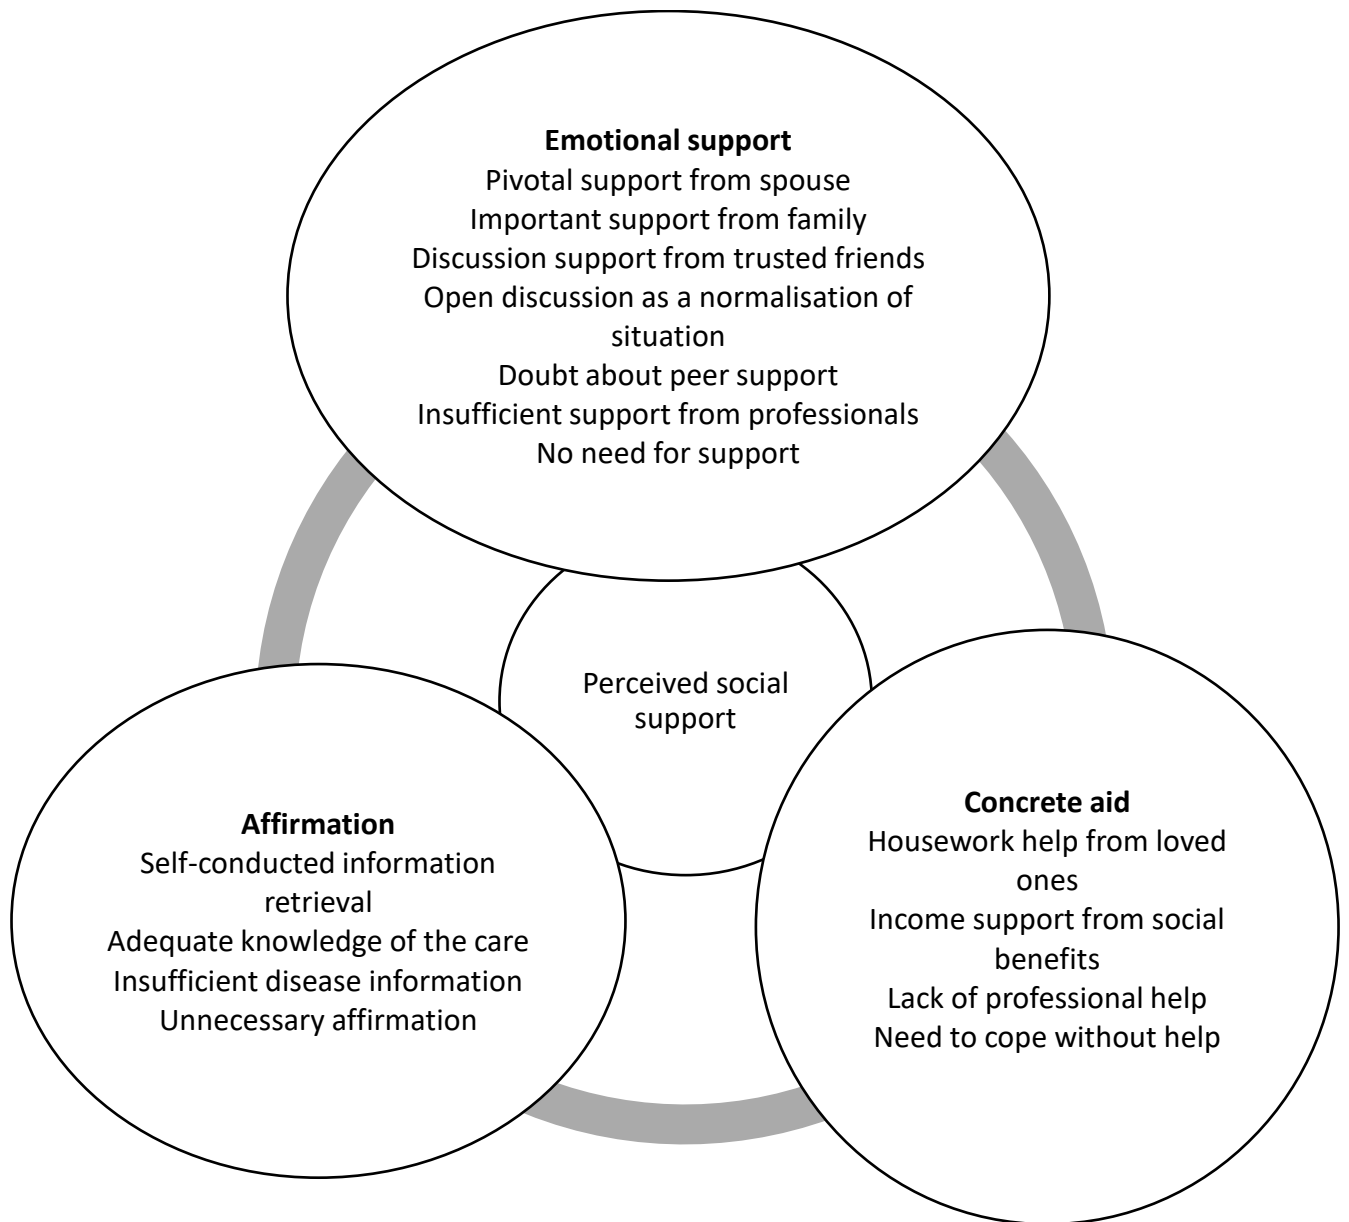 Emotional support
Pivotal support from spouse
Important support from family
Discussion support from trusted friends
Open discussion as a normalisation of
situation
Doubt about peer support
Insufficient support from professionals
No need for support
Perceived social
support
Affirmation
Self-conducted information
retrieval
Adequate knowledge of the care
Insufficient disease information
Unnecessary affirmation
Concrete aid
Housework help from loved
ones
Income support from social
benefits
Lack of professional help
Need to cope without help